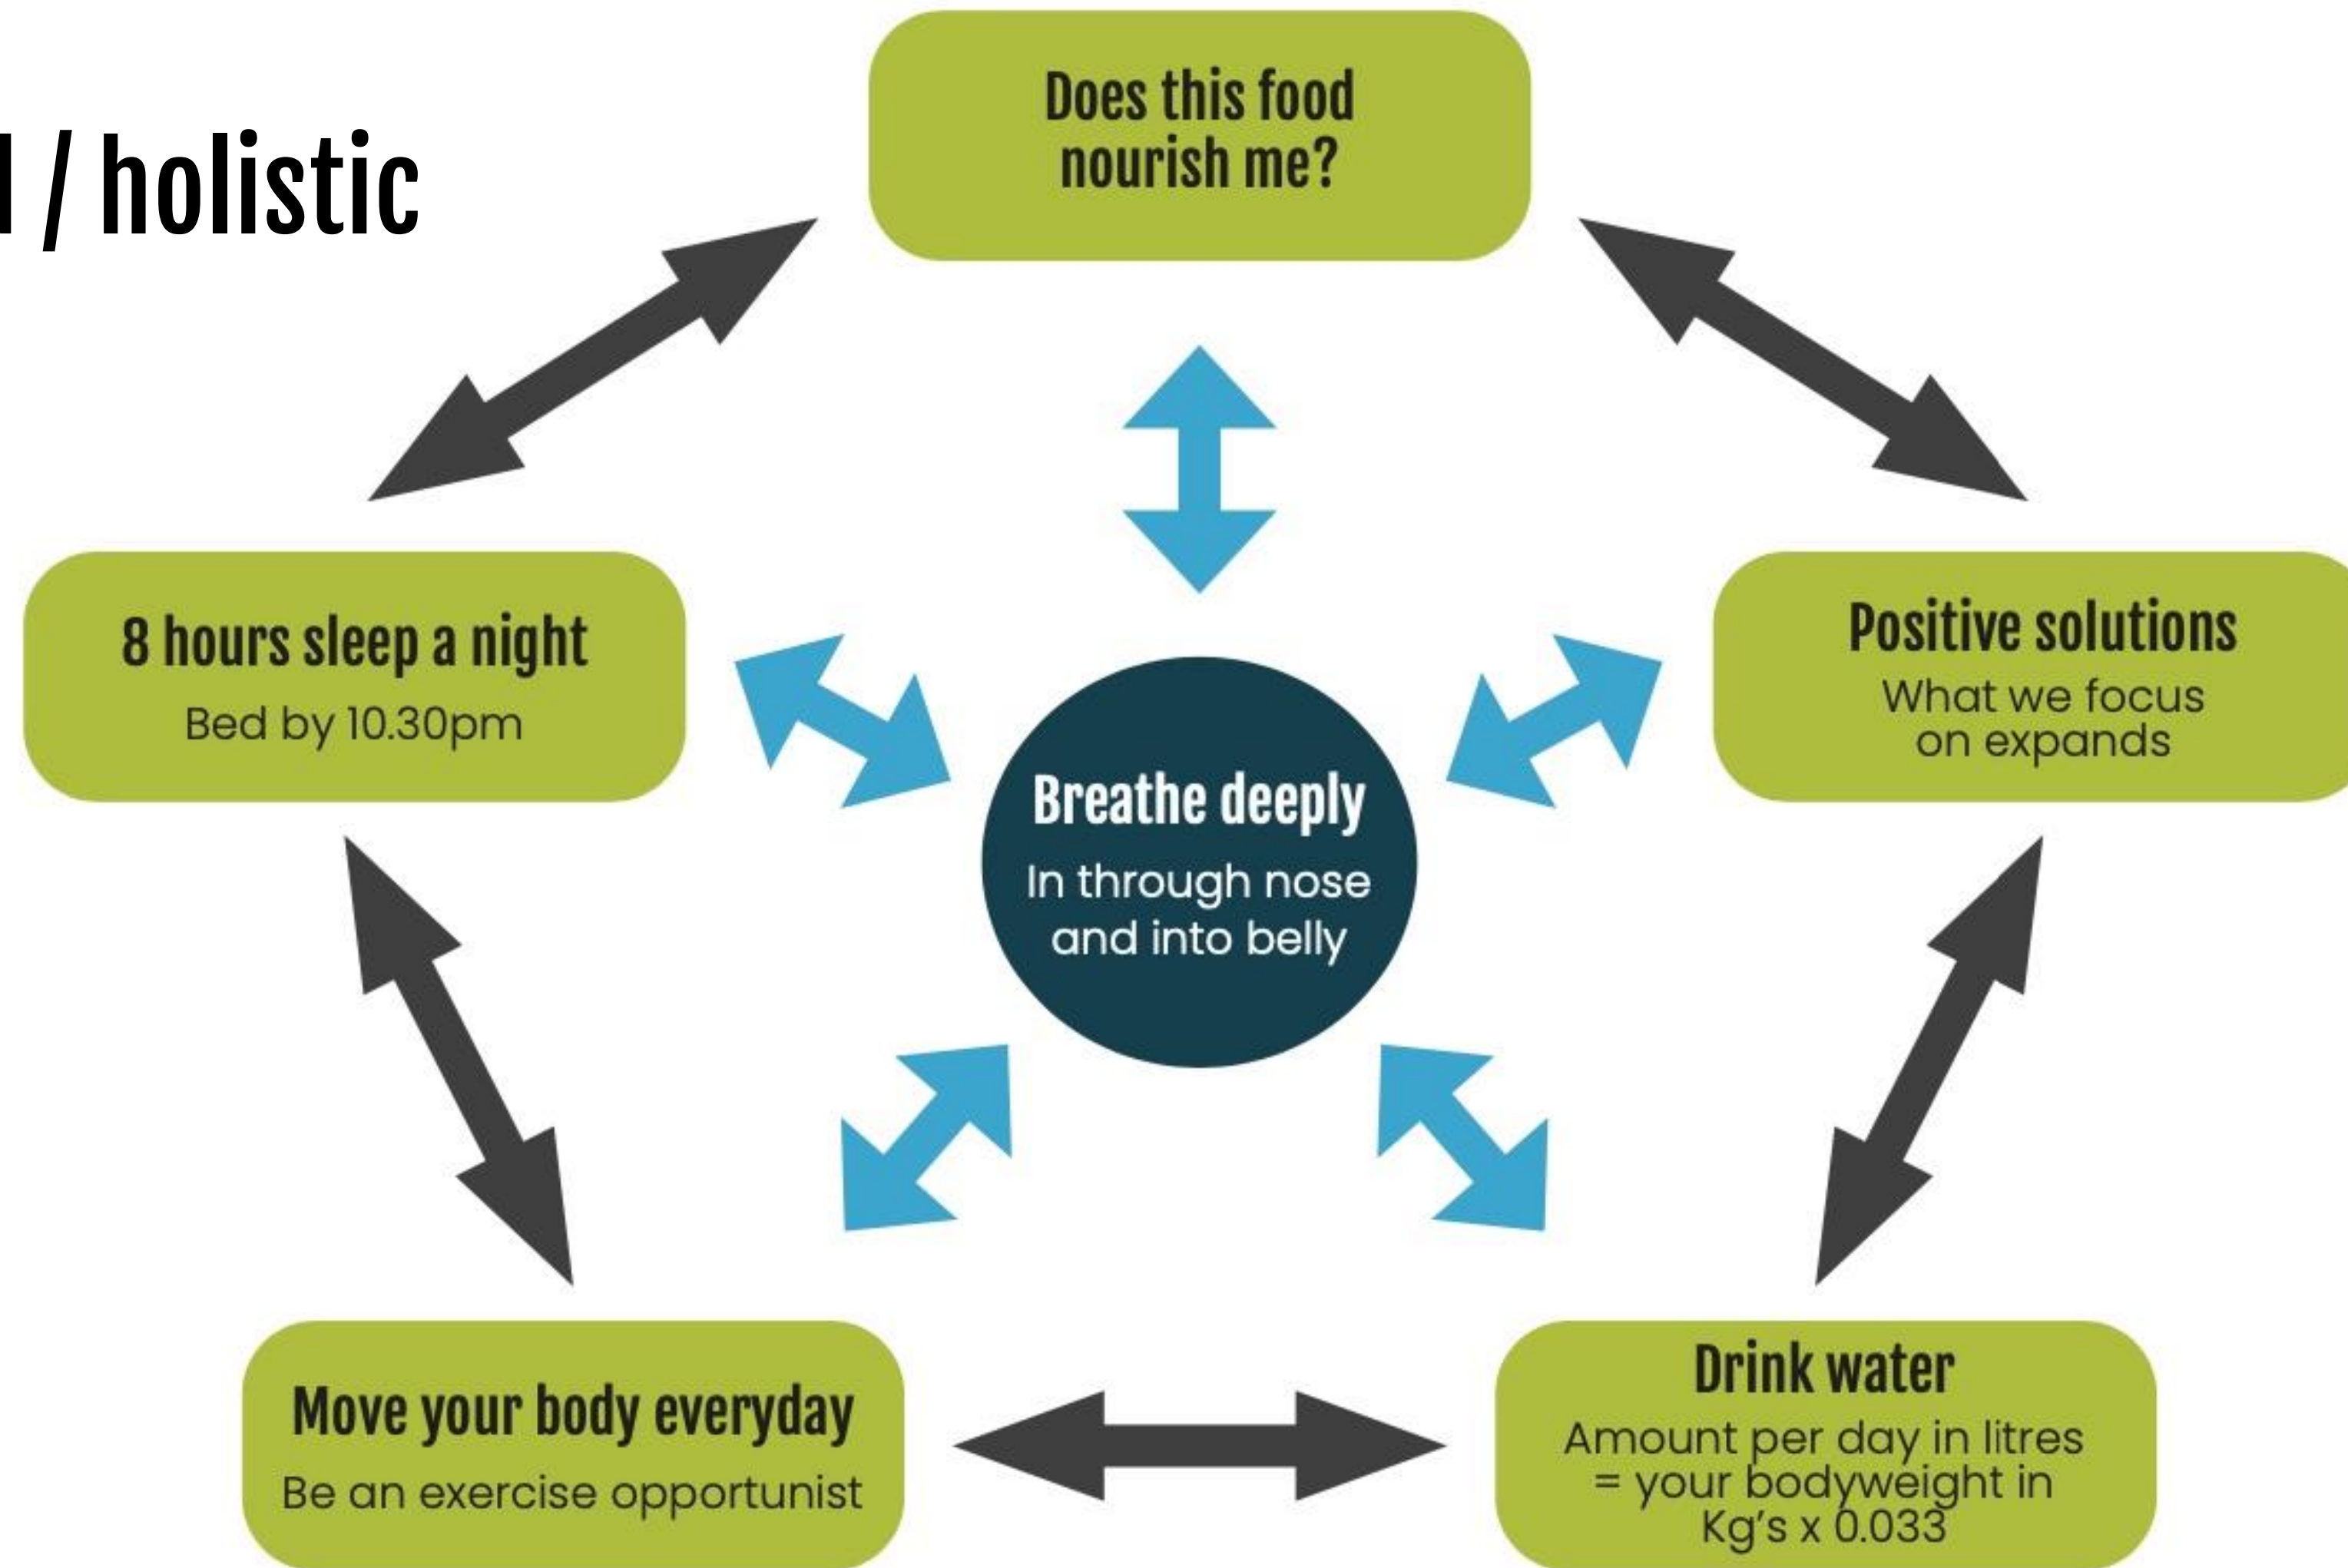 / holistic
Does this food
nourish me?
8 hours sleep a night
Bed by 10.30pm
Positive solutions
What we focus
on expands
Breathe deeply
In through nose
and into belly
Move your body everyday
Be an exercise opportunist
Drink water
Amount per day in litres
= your bodyweight in
Kg's x 0.033